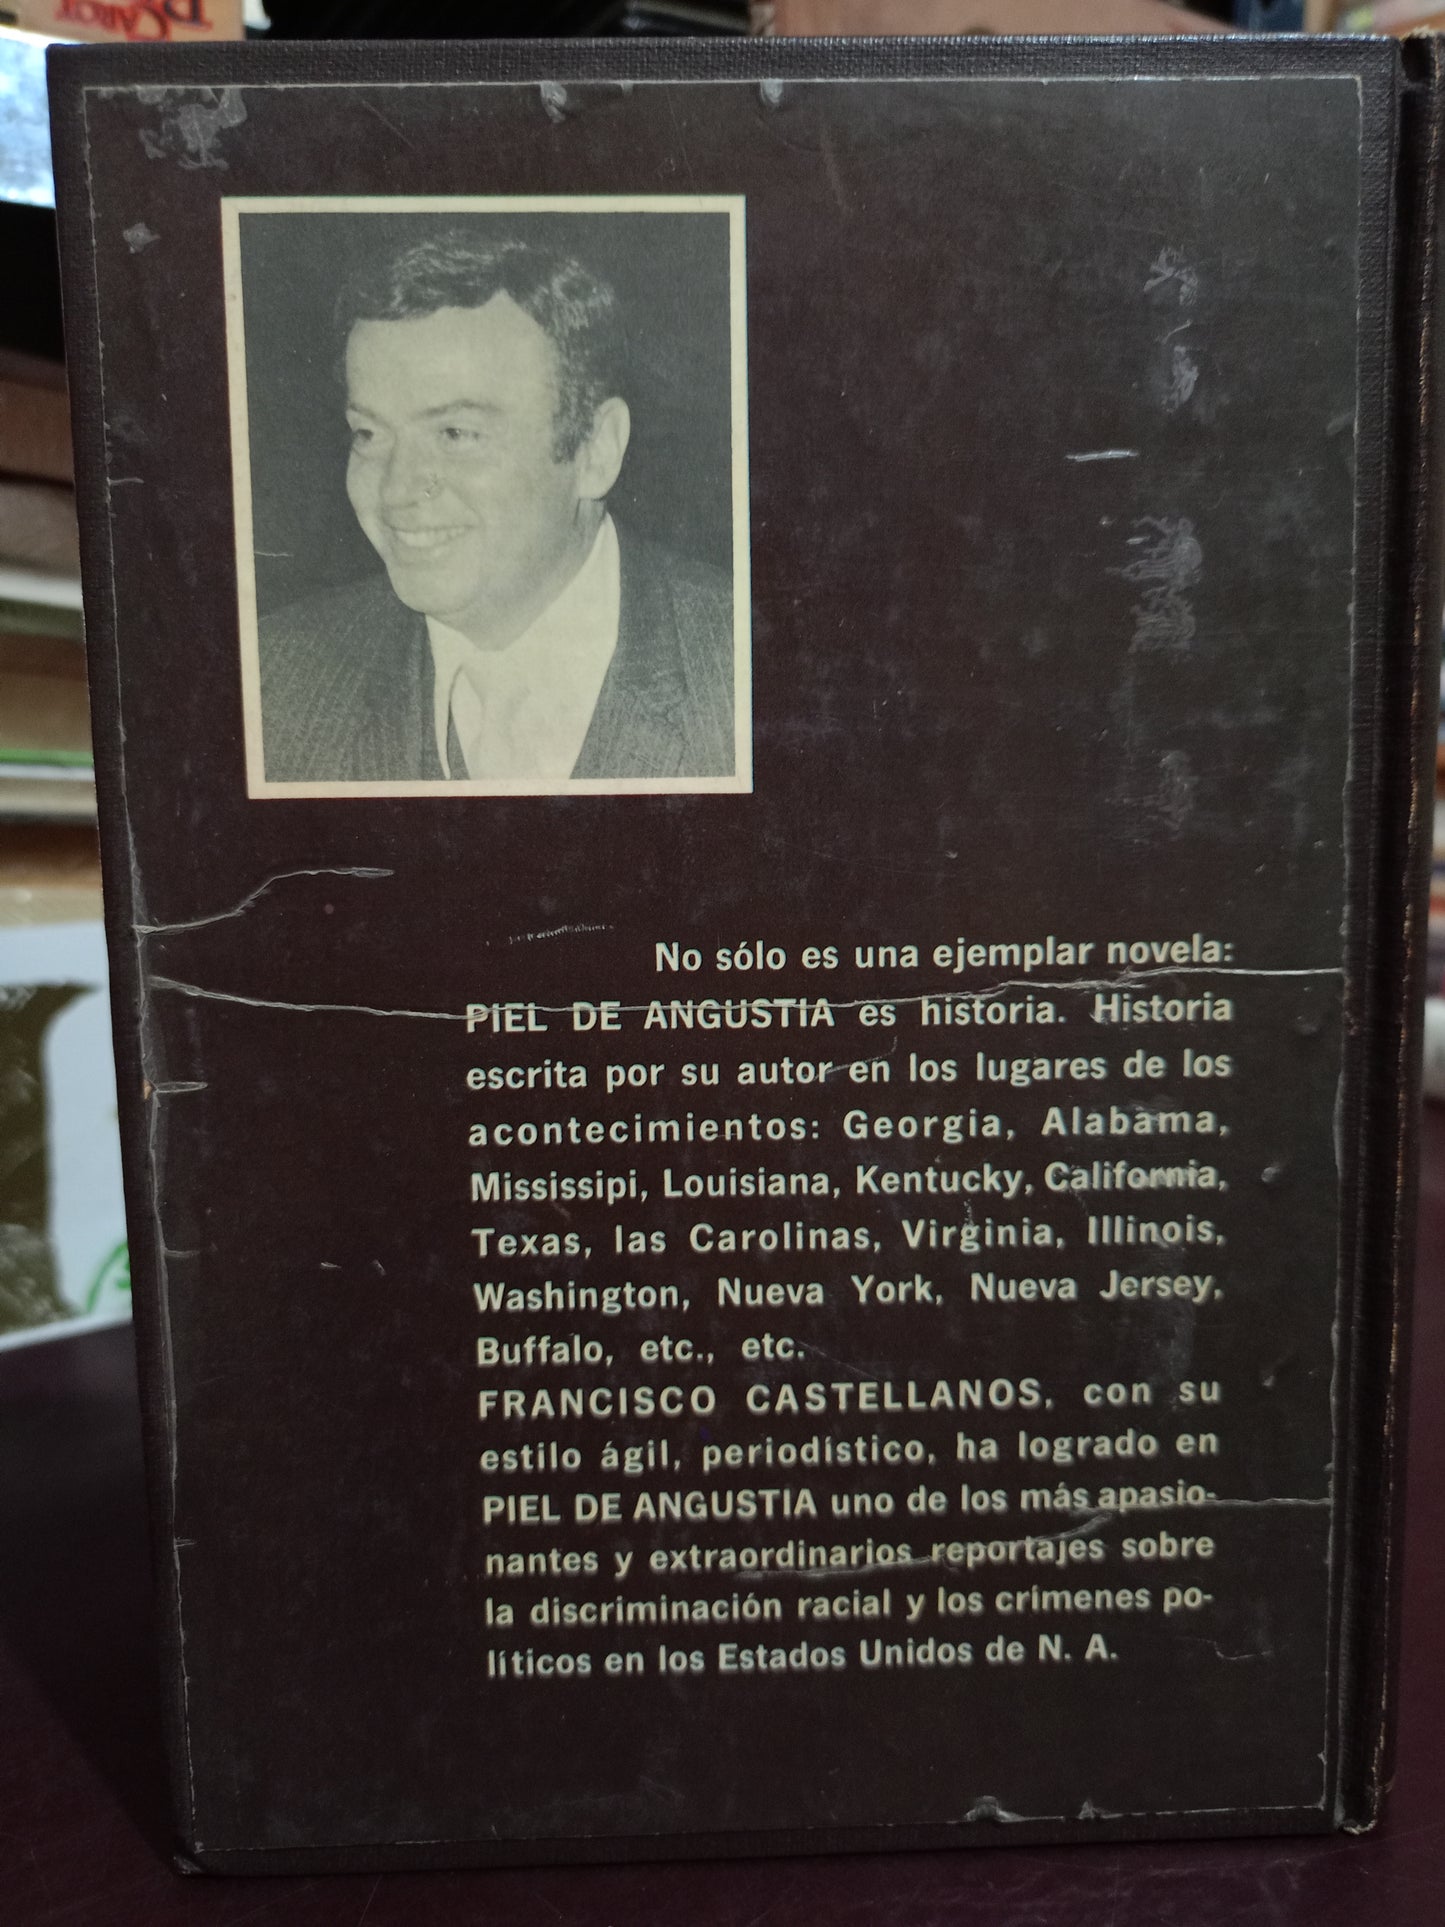 CAROL
No sólo es una ejemplar novela:
PIEL DE ANGUSTIA es historia. Historia
escrita por su autor en los lugares de los
acontecimientos: Georgia, Alabama,
Mississipi, Louisiana, Kentucky, California,
Texas, las Carolinas, Virginia, Illinois,
Washington, Nueva York, Nueva Jersey,
Buffalo, etc., etc.
FRANCISCO CASTELLANOS, con su
estilo ágil, periodístico, ha logrado en
PIEL DE ANGUSTIA uno de los más apasio-
nantes y extraordinarios reportajes sobre
la discriminación racial y los crímenes po-
líticos en los Estados Unidos de N. A.